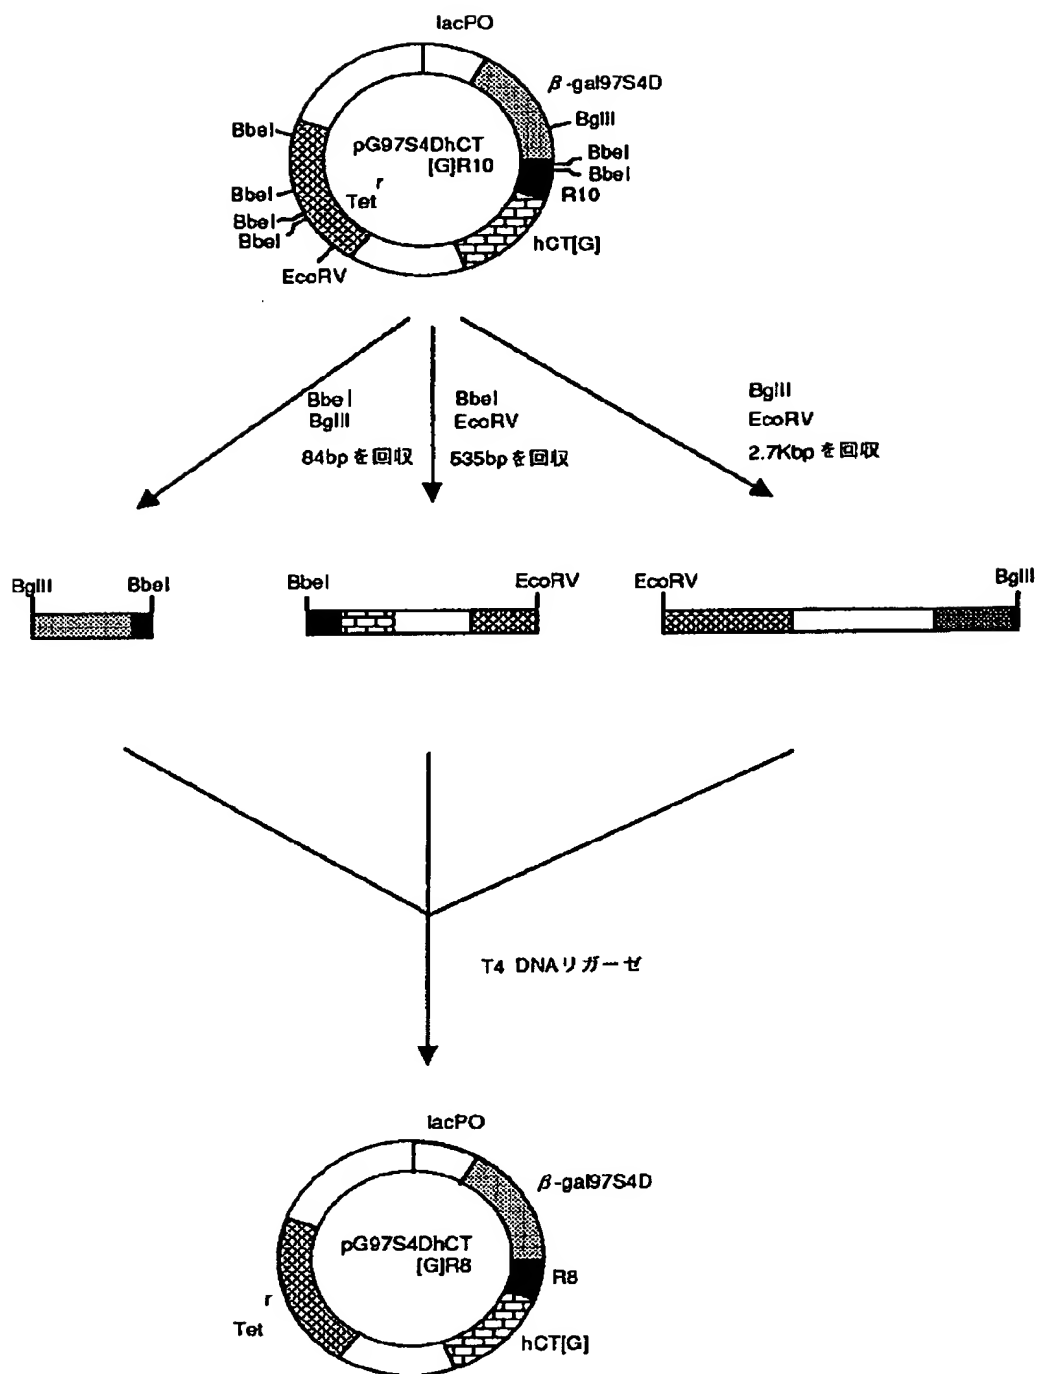 lacPO
β-gal97S4D
BglII
BbeI
BbeI
R10
hCT[G]
pG97S4DhCT
[G]R10
r
Tet
BbeI
BbeI
BbeI
BbeI
EcoRV
BbeI
BglII
84bpを回収
BbeI
EcoRV
535bpを回収
BglII
EcoRV
2.7Kbpを回収
BglII BbeI
BbeI EcoRV
EcoRV BglII
T4 DNAリガーゼ
lacPO
β-gal97S4D
pG97S4DhCT
[G]R8
R8
r
Tet
hCT[G]